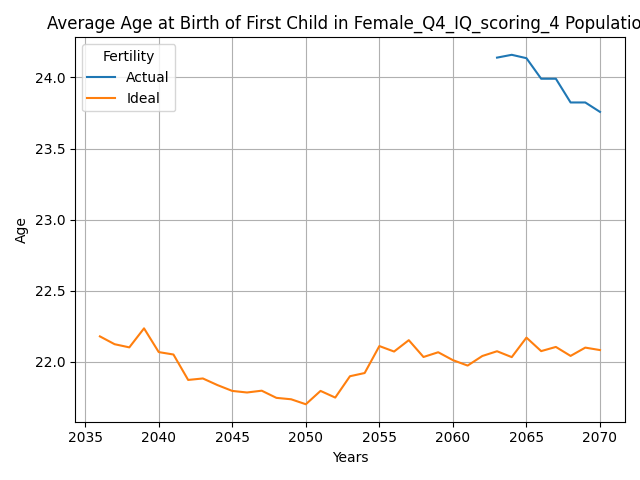 Average Age at Birth of First Child in Female_Q4_IQ_scoring_4 Populatio
Fertility
Actual
Ideal
24.0
23.5
23.0
22.5
22.0
Age
2035 2040 2045 2050 2055 2060 2065 2070
Years